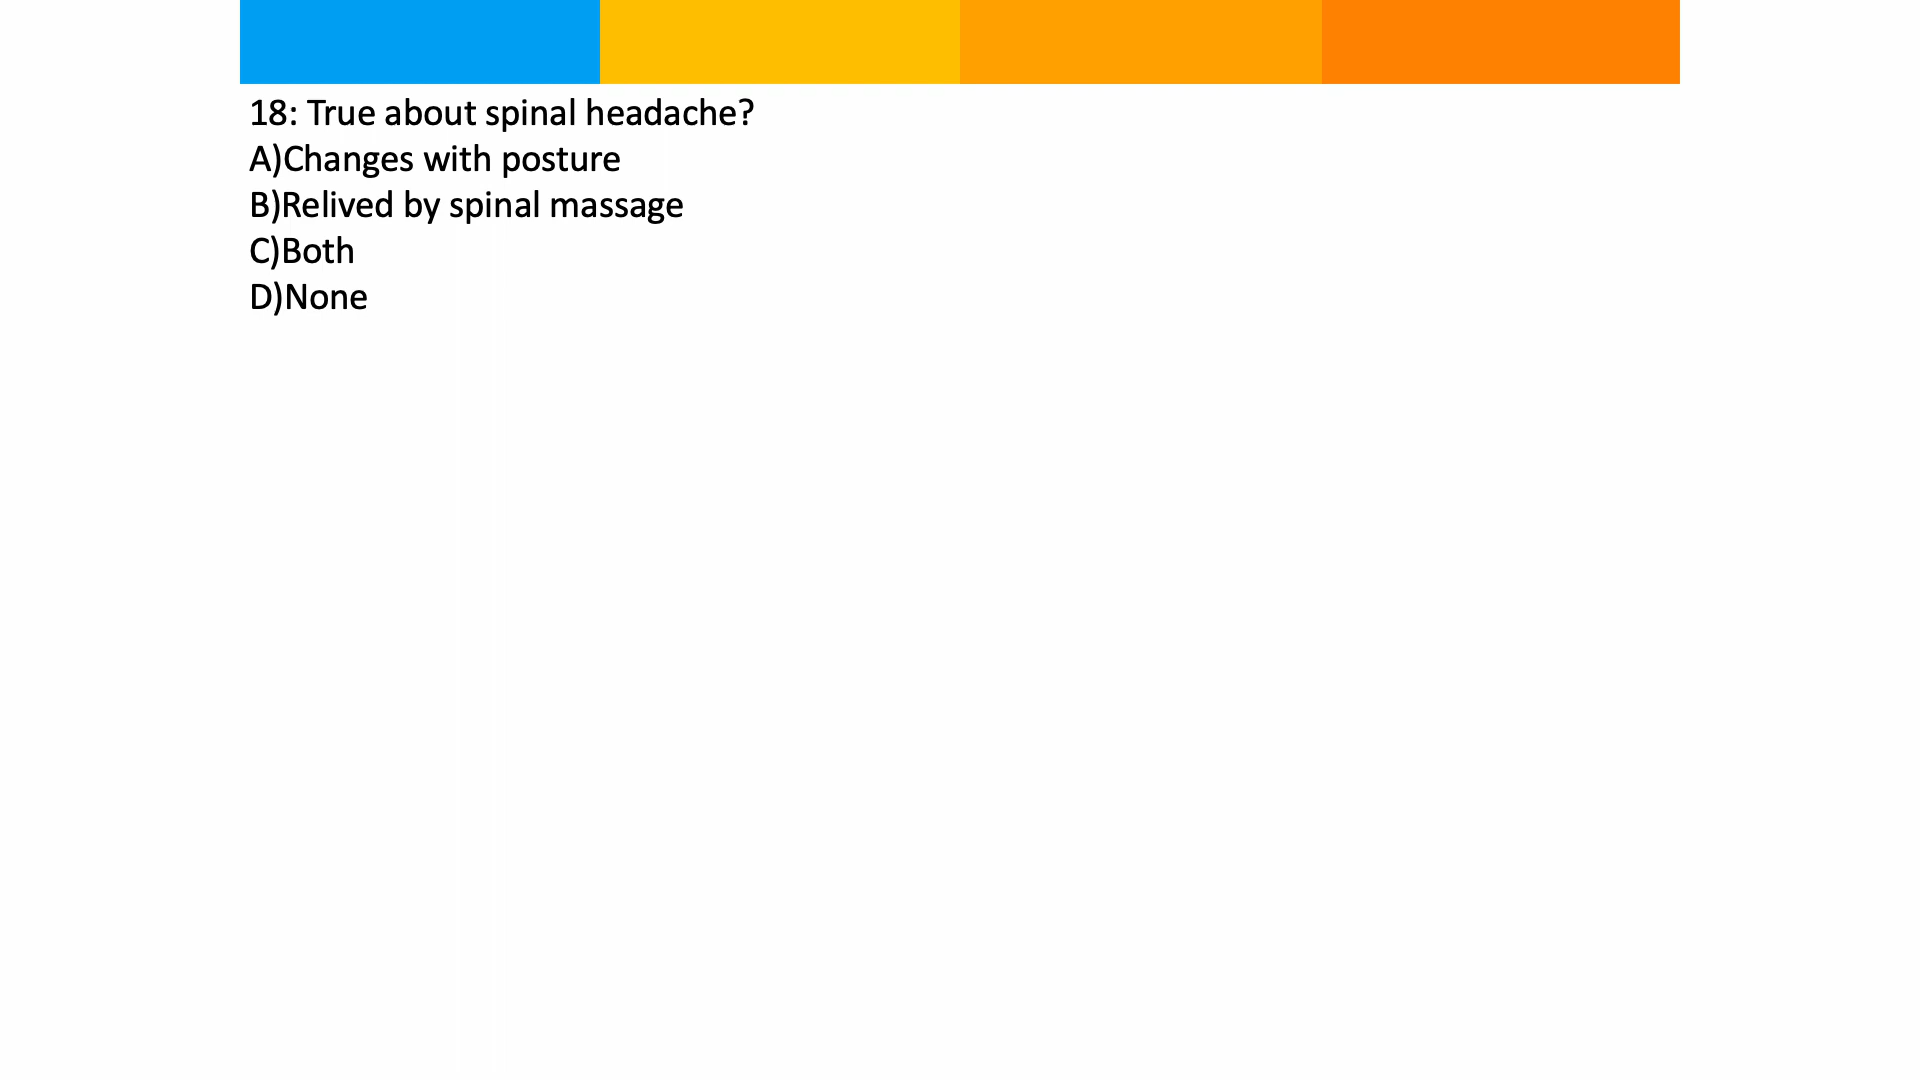 18: True about spinal headache?
A)Changes with posture
B)Relived by spinal massage
C)Both
D)None